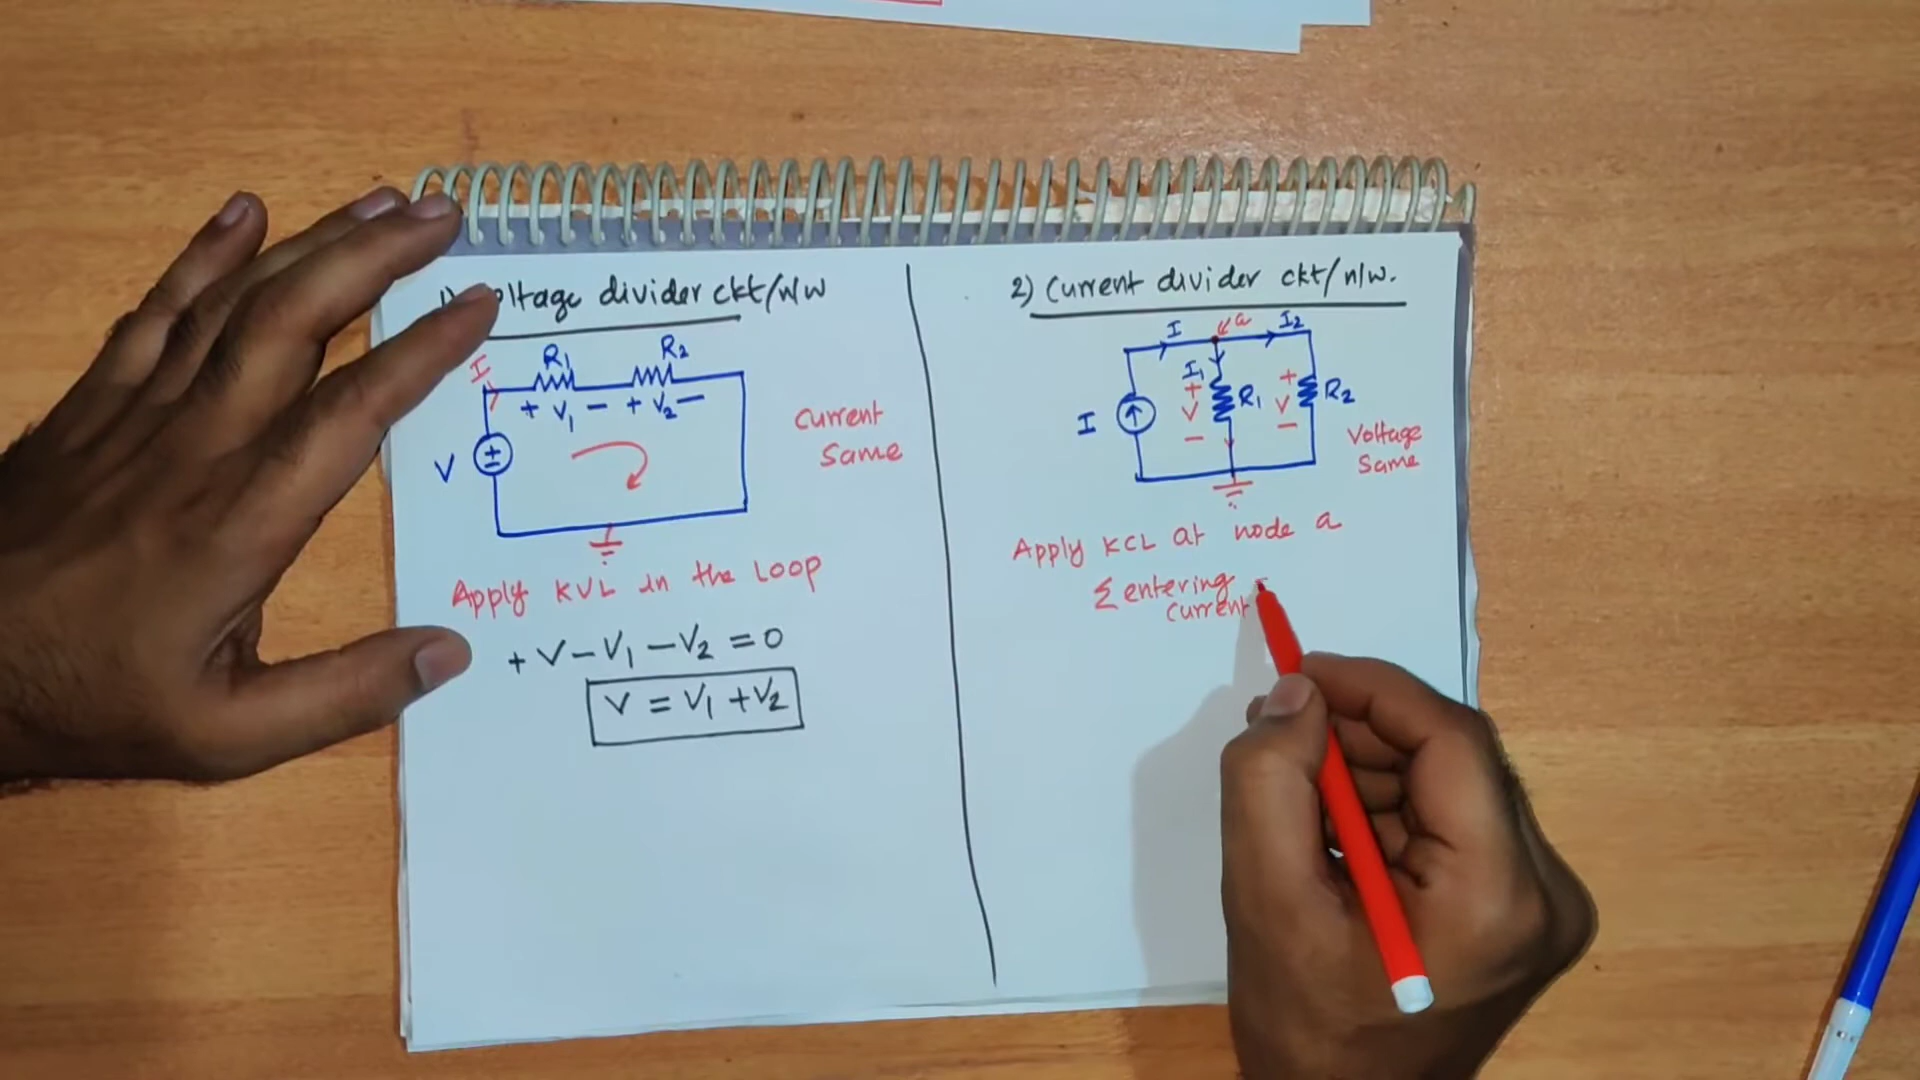 Voltage divider ckt/n/w
I
R1
R2
+ V1 - + V2 -
V
±
Current
Same
Apply KVL in the Loop
+ V - V1 - V2 = 0
V = V1 + V2
2) Current divider ckt/n/w.
I
a
I2
I1
I
+
V
-
R1
+
V
-
R2
Voltage
Same
Apply KCL at node a
Σ entering
current